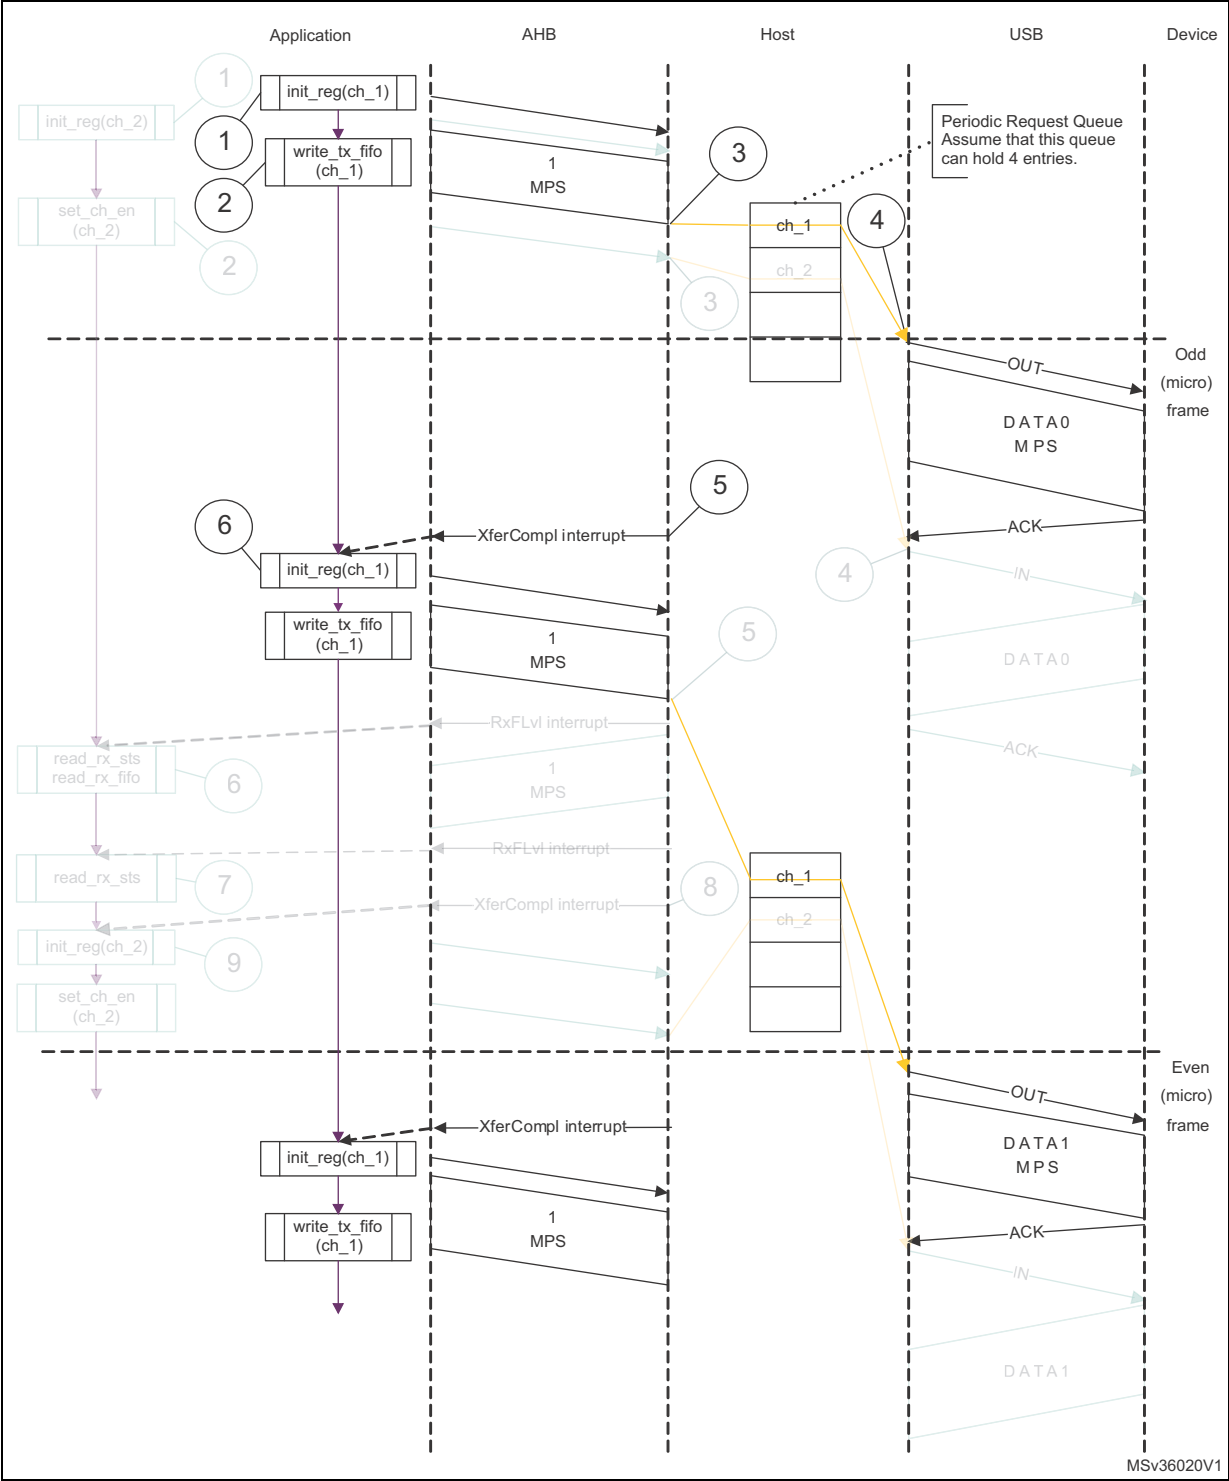 Application
AHB
Host
USB
Device
1
init_reg(ch_1)
init_reg(ch_2)
1
Periodic Request Queue
Assume that this queue
can hold 4 entries.
write_tx_fifo
(ch_1)
1
MPS
3
2
set_ch_en
(ch_2)
ch_1
4
2
ch_2
3
Odd
(micro)
frame
OUT
DATA0
MPS
5
6
XferCompl interrupt
ACK
init_reg(ch_1)
4
IN
write_tx_fifo
(ch_1)
1
MPS
5
DATA0
RxFLvl interrupt
ACK
read_rx_sts
read_rx_fifo
6
1
MPS
RxFLvl interrupt
read_rx_sts
7
ch_1
8
XferCompl interrupt
ch_2
init_reg(ch_2)
9
set_ch_en
(ch_2)
Even
(micro)
frame
OUT
XferCompl interrupt
DATA1
MPS
init_reg(ch_1)
write_tx_fifo
(ch_1)
1
MPS
ACK
IN
DATA1
MSv36020V1